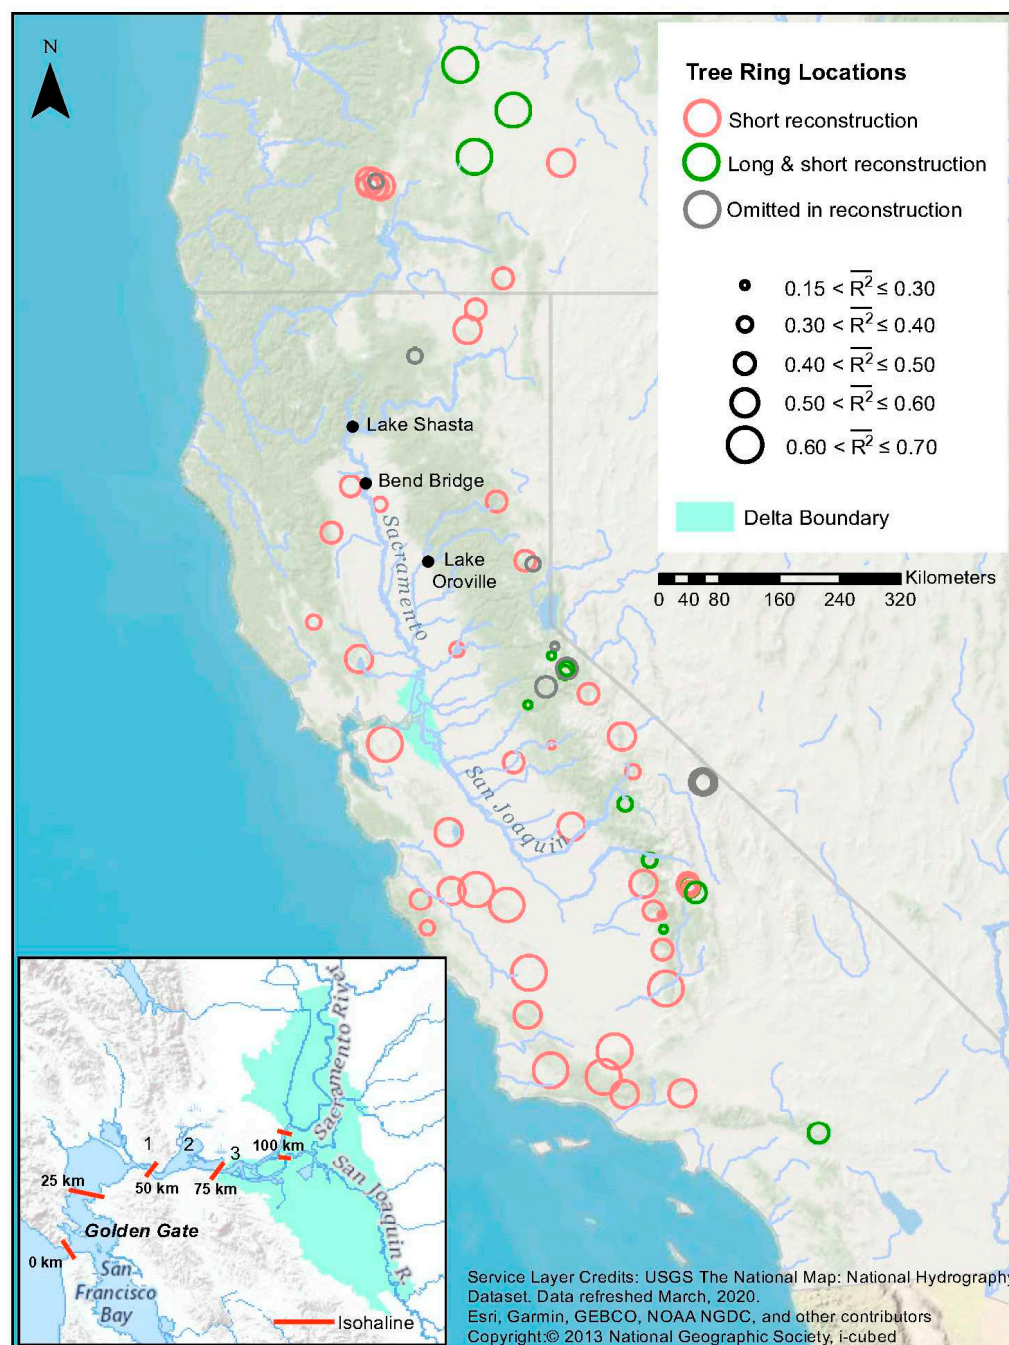 N
Tree Ring Locations
Short reconstruction
Long & short reconstruction
Omitted in reconstruction
0.15 < R² ≤ 0.30
0.30 < R² ≤ 0.40
0.40 < R² ≤ 0.50
0.50 < R² ≤ 0.60
0.60 < R² ≤ 0.70
Delta Boundary
Kilometers
0 40 80 160 240 320
Lake Shasta
Bend Bridge
Sacramento
Lake
Oroville
San Joaquin
Sacramento River
San Joaquin R.
1
2
3
100 km
75 km
50 km
25 km
Golden Gate
0 km
San
Francisco
Bay
Isohaline
Service Layer Credits: USGS The National Map: National Hydrography
Dataset. Data refreshed March, 2020.
Esri, Garmin, GEBCO, NOAA NGDC, and other contributors
Copyright:© 2013 National Geographic Society, i-cubed